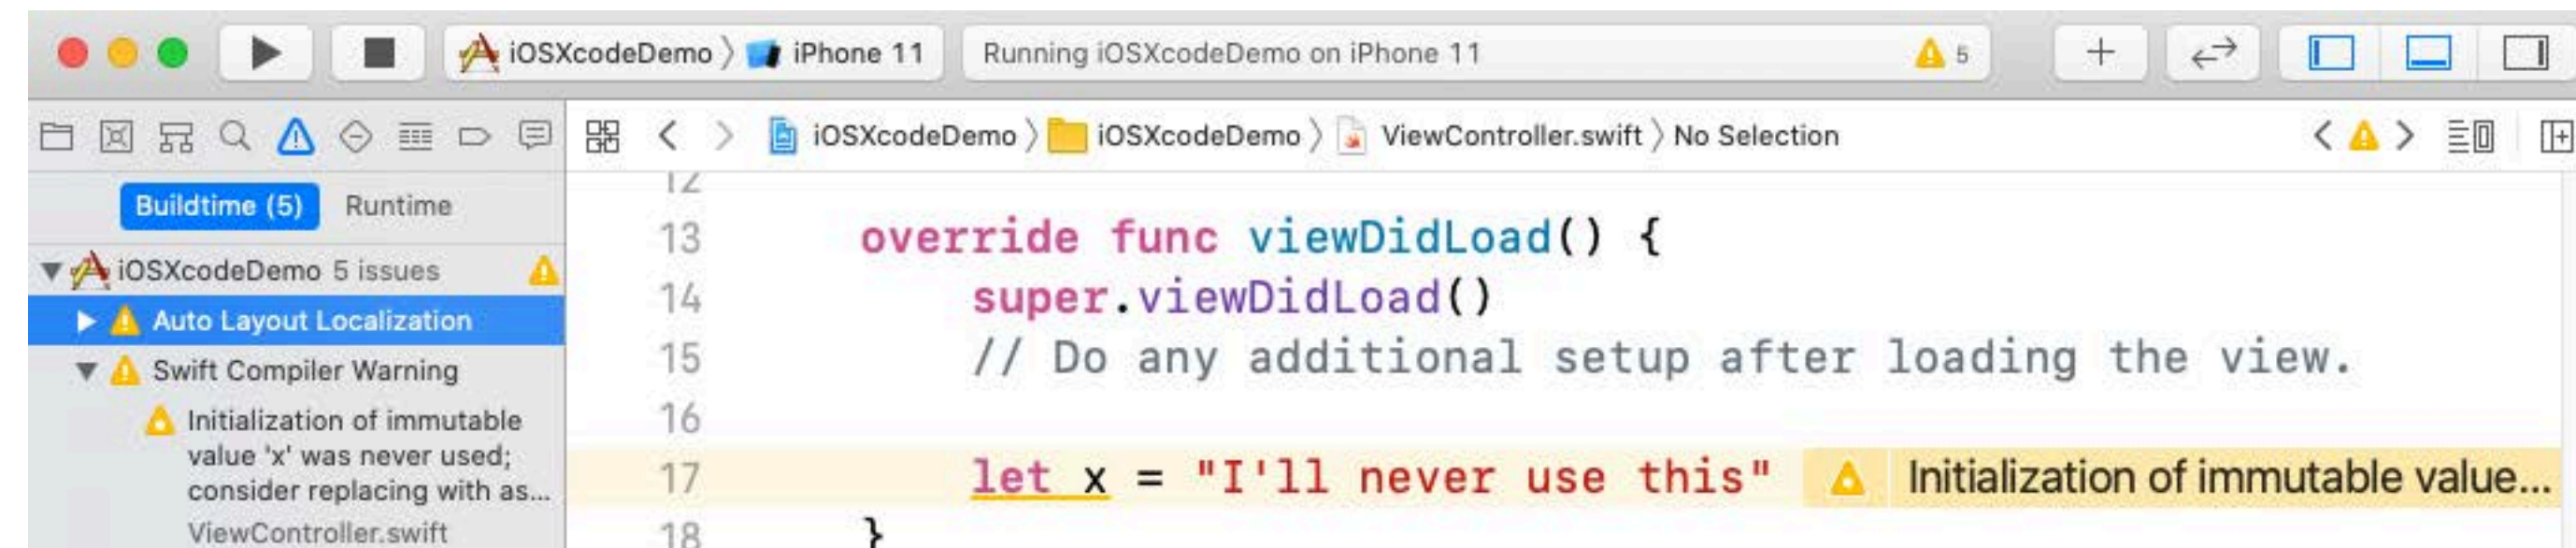 iOSXcodeDemo 〉 iPhone 11
Running iOSXcodeDemo on iPhone 11
5
iOSXcodeDemo 〉 iOSXcodeDemo 〉 ViewController.swift 〉 No Selection
Buildtime (5) Runtime
iOSXcodeDemo 5 issues
Auto Layout Localization
Swift Compiler Warning
Initialization of immutable
value 'x' was never used;
consider replacing with as...
ViewController.swift
12
13 override func viewDidLoad() {
14 super.viewDidLoad()
15 // Do any additional setup after loading the view.
16
17 let x = "I'll never use this" Initialization of immutable value...
18 }